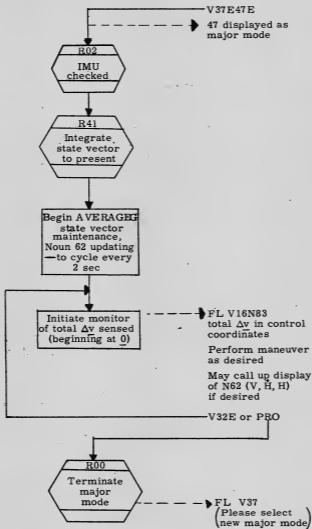 V37E47E
47 displayed as
major mode
R02
IMU
checked
R41
Integrate
state vector
to present
Begin AVERAGEG
state vector
maintenance,
Noun 62 updating
—to cycle every
2 sec
Initiate monitor
of total Δv sensed
(beginning at 0)
FL V16N83
total Δv in control
coordinates
Perform maneuver
as desired
May call up display
of N62 (V, H, H)
if desired
V32E or PRO
R00
Terminate
major
mode
FL V37
(Please select
new major mode)